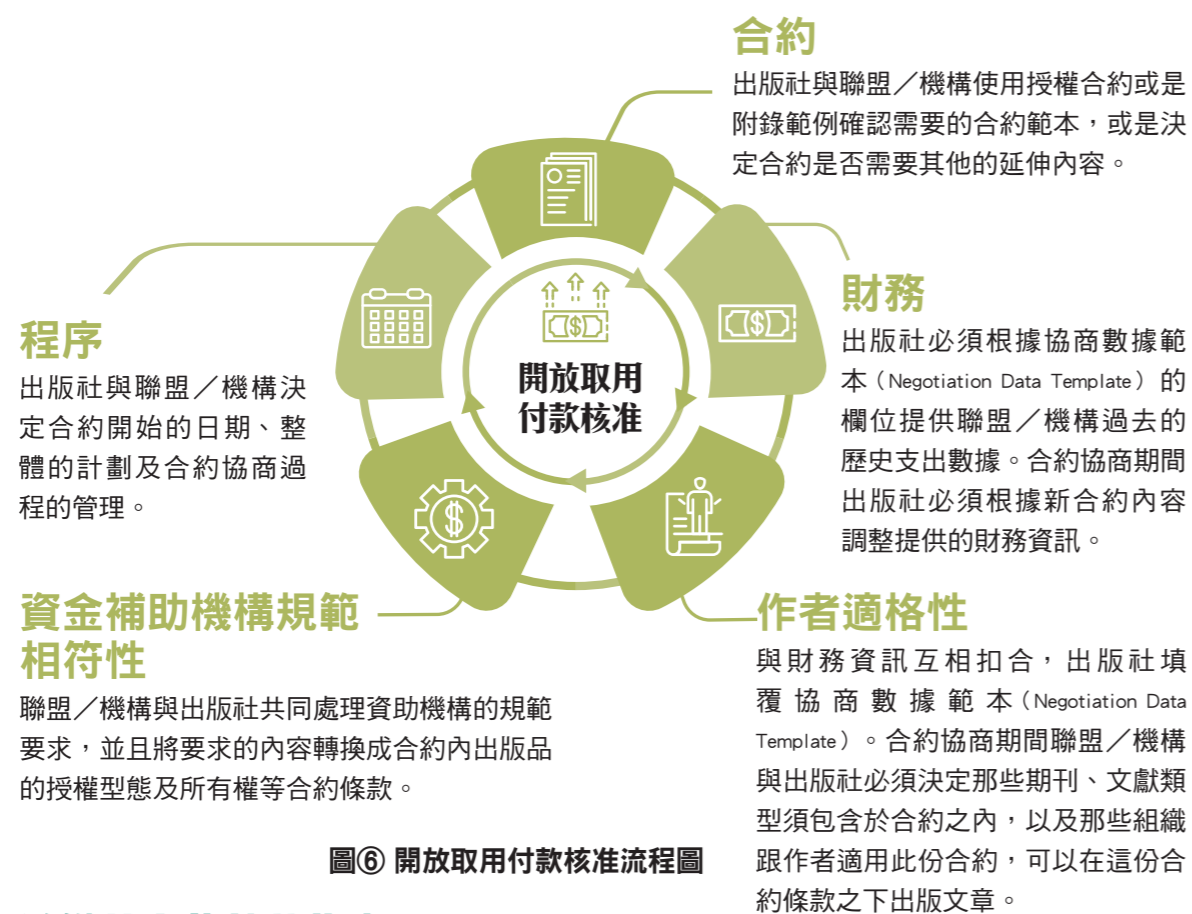 合約
出版社與聯盟／機構使用授權合約或是
附錄範例確認需要的合約範本，或是決
定合約是否需要其他的延伸內容。
財務
出版社必須根據協商數據範
本（Negotiation Data Template）的
欄位提供聯盟／機構過去的
歷史支出數據。合約協商期間
出版社必須根據新合約內容
調整提供的財務資訊。
作者適格性
與財務資訊互相扣合，出版社填
覆協商數據範本（Negotiation Data
Template）。合約協商期間聯盟／機構
與出版社必須決定那些期刊、文獻類
型須包含於合約之內，以及那些組織
跟作者適用此份合約，可以在這份合
約條款之下出版文章。
資金補助機構規範
相符性
聯盟／機構與出版社共同處理資助機構的規範
要求，並且將要求的內容轉換成合約內出版品
的授權型態及所有權等合約條款。
程序
出版社與聯盟／機構決
定合約開始的日期、整
體的計劃及合約協商過
程的管理。
開放取用
付款核准
圖⑥ 開放取用付款核准流程圖